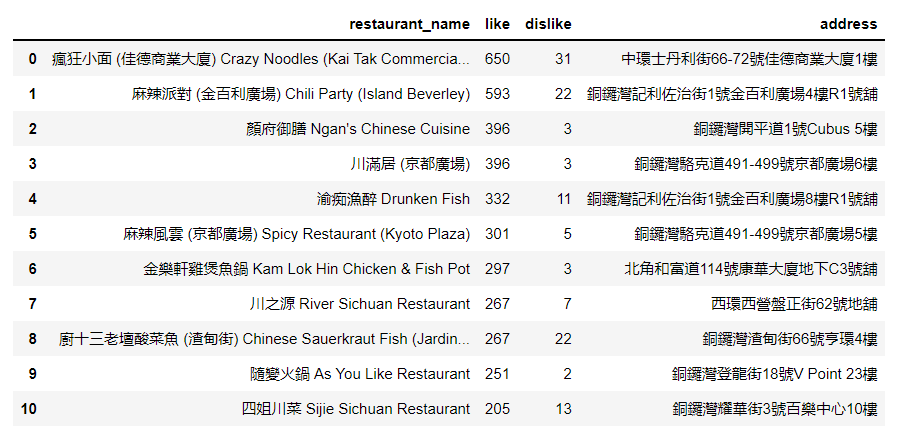 restaurant_name like dislike address
0 瘋狂小面 (佳德商業大廈) Crazy Noodles (Kai Tak Commercia... 650 31 中環士丹利街66-72號佳德商業大廈1樓
1 麻辣派對 (金百利廣場) Chili Party (Island Beverley) 593 22 銅鑼灣記利佐治街1號金百利廣場4樓R1號舖
2 顏府御膳 Ngan's Chinese Cuisine 396 3 銅鑼灣開平道1號Cubus 5樓
3 川滿居 (京都廣場) 396 3 銅鑼灣駱克道491-499號京都廣場6樓
4 渝痴漁醉 Drunken Fish 332 11 銅鑼灣記利佐治街1號金百利廣場8樓R1號舖
5 麻辣風雲 (京都廣場) Spicy Restaurant (Kyoto Plaza) 301 5 銅鑼灣駱克道491-499號京都廣場5樓
6 金樂軒雞煲魚鍋 Kam Lok Hin Chicken & Fish Pot 297 3 北角和富道114號康華大廈地下C3號舖
7 川之源 River Sichuan Restaurant 267 7 西環西營盤正街62號地舖
8 廚十三老壇酸菜魚 (渣甸街) Chinese Sauerkraut Fish (Jardin... 267 22 銅鑼灣渣甸街66號亨環4樓
9 隨變火鍋 As You Like Restaurant 251 2 銅鑼灣登龍街18號V Point 23樓
10 四姐川菜 Sijie Sichuan Restaurant 205 13 銅鑼灣耀華街3號百樂中心10樓